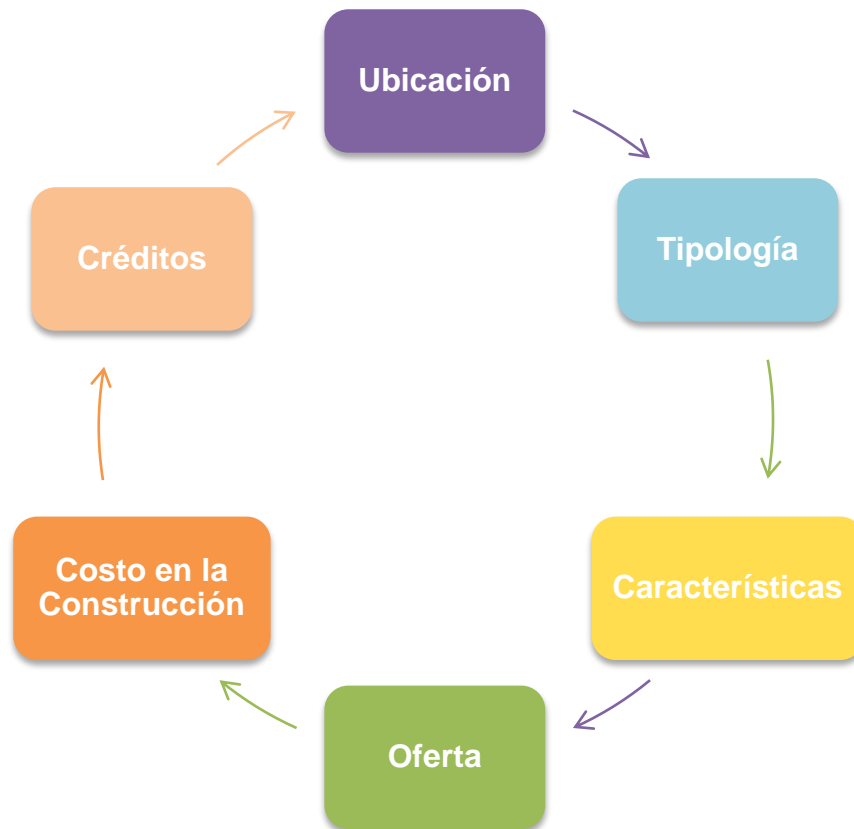 Ubicación
Tipología
Características
Oferta
Costo en la
Construcción
Créditos